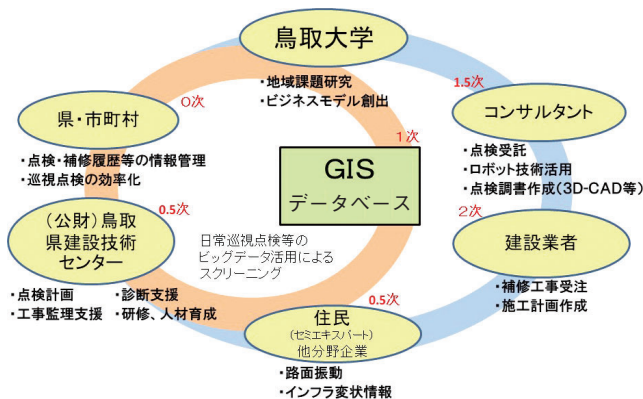 鳥取大学
・地域課題研究
・ビジネスモデル創出
0次
県・市町村
・点検・補修履歴等の情報管理
・巡視点検の効率化
1.5次
コンサルタント
・点検受託
・ロボット技術活用
・点検調書作成(3D-CAD等)
1次
GIS
データベース
0.5次
(公財)鳥取
県建設技術
センター
・点検計画 ・診断支援
・工事監理支援 ・研修、人材育成
日常巡視点検等の
ビッグデータ活用による
スクリーニング
2次
建設業者
・補修工事受注
・施工計画作成
0.5次
住民
(セミエキスパート)
他分野企業
・路面振動
・インフラ変状情報